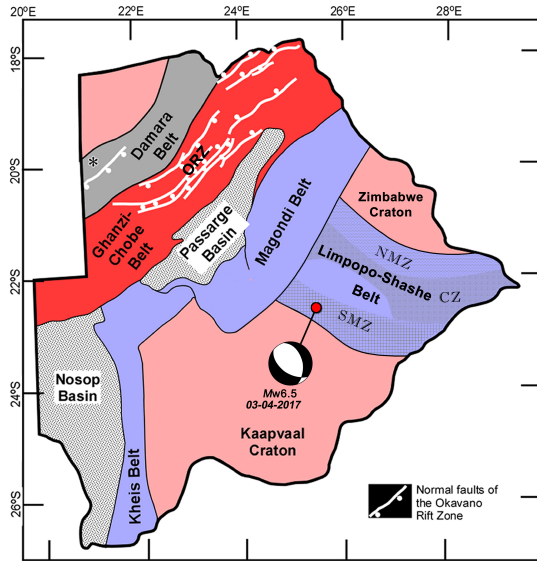 20° 22°E 24°E 26°E 28°E
18°S
20°S
22°S
24°S
26°S
*
Damara
Belt
ORZ
Ghanzi-
Chobe
Belt
Passarge
Basin
Magondi Belt
Zimbabwe
Craton
NMZ
Limpopo-Shashe
Belt
CZ
SMZ
Nosop
Basin
Mw6.5
03-04-2017
Kaapvaal
Craton
Kheis Belt
Normal faults of
the Okavano
Rift Zone